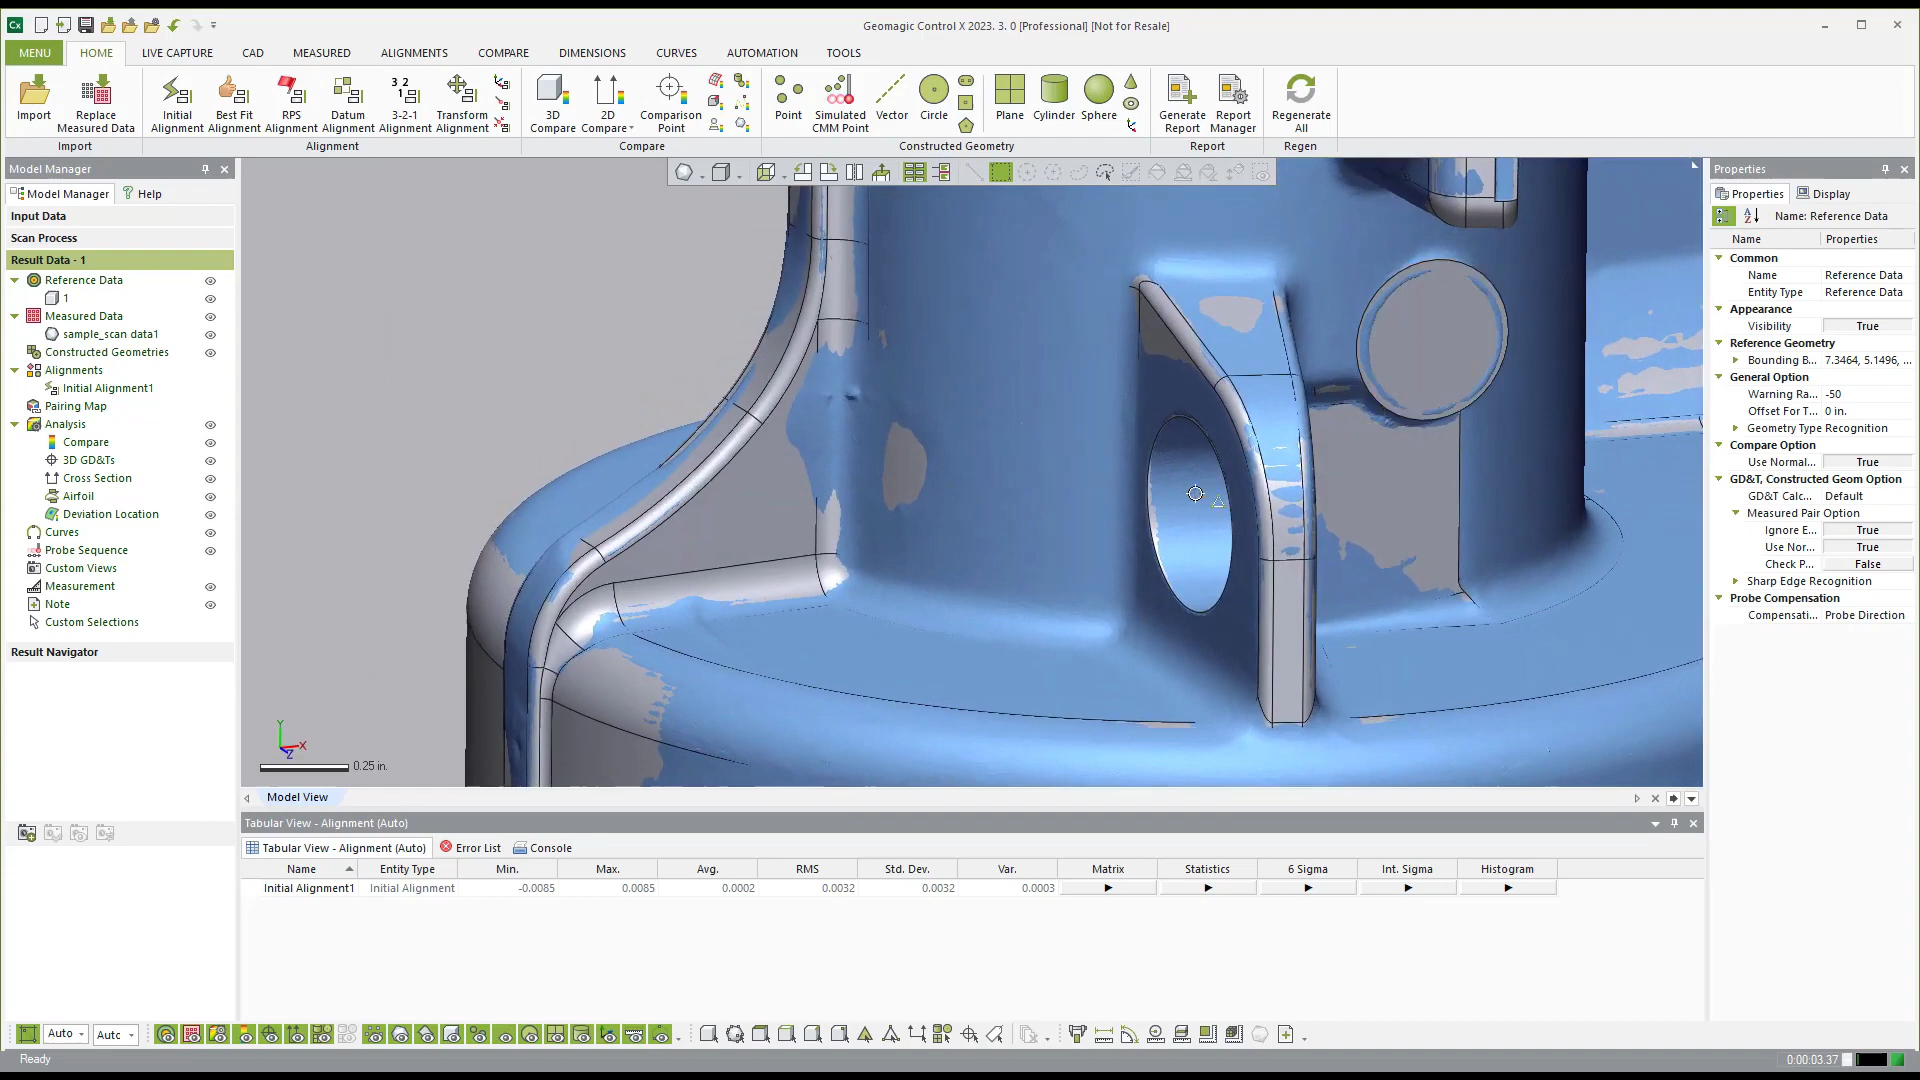 Cx
Geomagic Control X 2023. 3. 0 [Professional] [Not for Resale]
MENU HOME LIVE CAPTURE CAD MEASURED ALIGNMENTS COMPARE DIMENSIONS CURVES AUTOMATION TOOLS
Import
Replace Measured Data
Initial Alignment
Best Fit Alignment
RPS Alignment
Datum Alignment
3 2 1
3-2-1 Alignment
Transform Alignment
3D Compare
2D Compare
Comparison Point
Point
Simulated CMM Point
Vector
Circle
Plane
Cylinder
Sphere
Generate Report
Report Manager
Regenerate All
Import Alignment Compare Constructed Geometry Report Regen
Model Manager
Model Manager Help
Input Data
Scan Process
Result Data - 1
Reference Data
1
Measured Data
sample_scan data1
Constructed Geometries
Alignments
Initial Alignment1
Pairing Map
Analysis
Compare
3D GD&Ts
Cross Section
Airfoil
Deviation Location
Curves
Probe Sequence
Custom Views
Measurement
Note
Custom Selections
Result Navigator
Y
X
Z
0.25 in.
Model View
Tabular View - Alignment (Auto)
Tabular View - Alignment (Auto) Error List Console
Name Entity Type Min. Max. Avg. RMS Std. Dev. Var. Matrix Statistics 6 Sigma Int. Sigma Histogram
Initial Alignment1 Initial Alignment -0.0085 0.0085 0.0002 0.0032 0.0032 0.0003
Properties
Properties Display
Name: Reference Data
Name Properties
Common
Name Reference Data
Entity Type Reference Data
Appearance
Visibility True
Reference Geometry
Bounding B... 7.3464, 5.1496, ...
General Option
Warning Ra... -50
Offset For T... 0 in.
Geometry Type Recognition
Compare Option
Use Normal... True
GD&T, Constructed Geom Option
GD&T Calc... Default
Measured Pair Option
Ignore E... True
Use Nor... True
Check P... False
Sharp Edge Recognition
Probe Compensation
Compensati... Probe Direction
Auto Auto
Ready
0:00:03.37